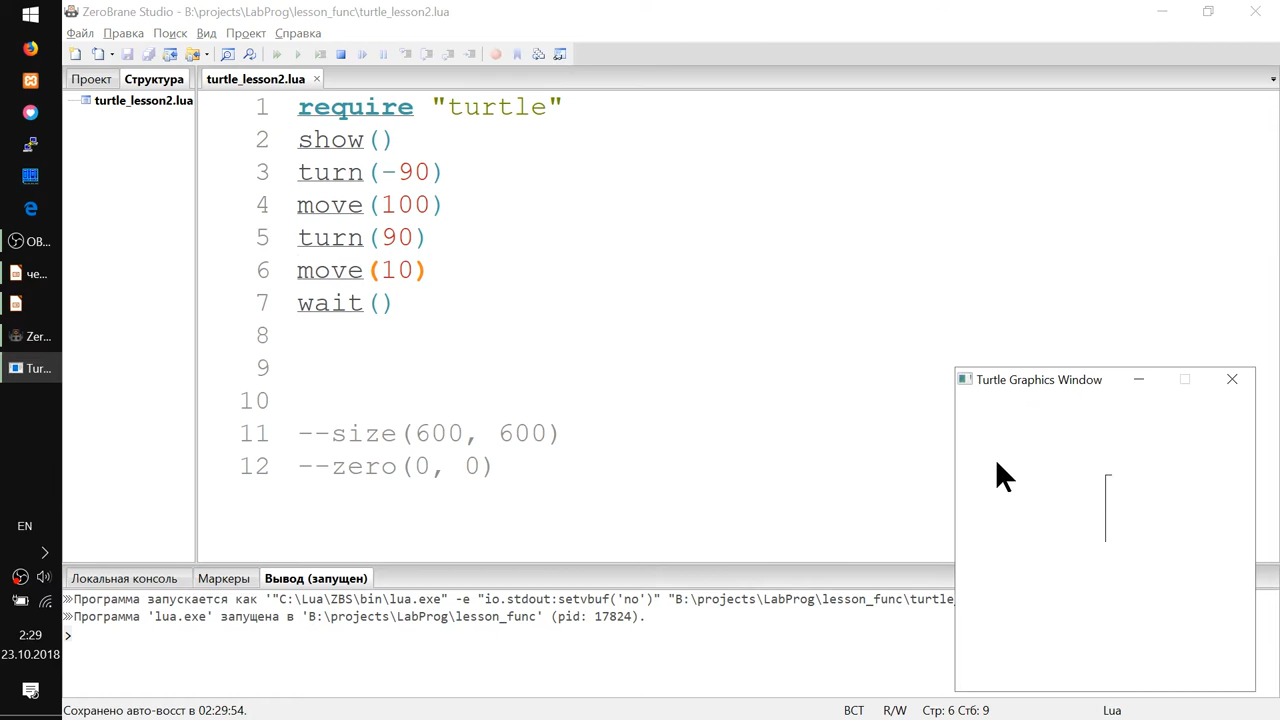 ZeroBrane Studio - B:\projects\LabProg\lesson_func\turtle_lesson2.lua
Файл Правка Поиск Вид Проект Справка
Проект Структура turtle_lesson2.lua ×
turtle_lesson2.lua
1 require "turtle"
2 show()
3 turn(-90)
4 move(100)
5 turn(90)
6 move(10)
7 wait()
8
9
10
11 --size(600, 600)
12 --zero(0, 0)
OB...
че...
Zer...
Tur...
EN
2:29
23.10.2018
Turtle Graphics Window
Локальная консоль Маркеры Вывод (запущен)
Программа запускается как '"C:\Lua\ZBS\bin\lua.exe" -e "io.stdout:setvbuf('no')" "B:\projects\LabProg\lesson_func\turtle_
Программа 'lua.exe' запущена в 'B:\projects\LabProg\lesson_func' (pid: 17824).
>
Сохранено авто-восст в 02:29:54. ВСТ R/W Стр: 6 Стб: 9 Lua